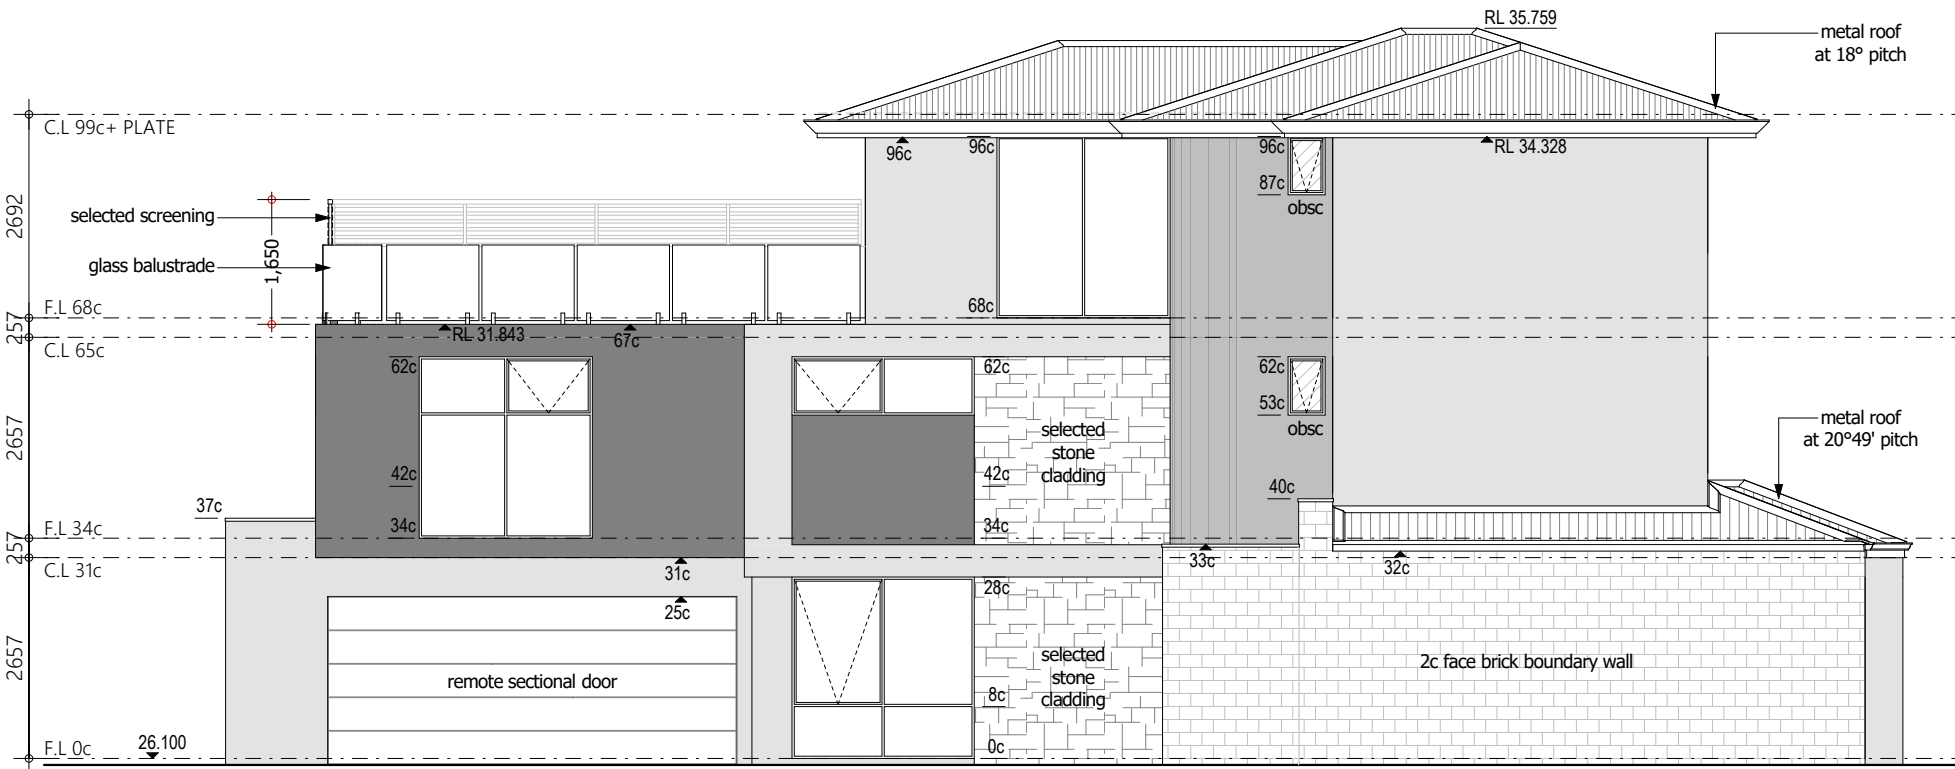 RL 35.759
metal roof
at 18° pitch
C.L 99c+ PLATE
96c
96c
96c
RL 34.328
87c
obsc
2692
selected screening
glass balustrade
1,650
F.L 68c
68c
257
RL 31.843
67c
C.L 65c
62c
62c
62c
53c
obsc
2657
selected
stone
cladding
metal roof
at 20°49' pitch
42c
42c
40c
37c
F.L 34c
34c
34c
257
C.L 31c
31c
33c
32c
25c
28c
2657
remote sectional door
selected
stone
cladding
8c
2c face brick boundary wall
F.L 0c
26.100
0c